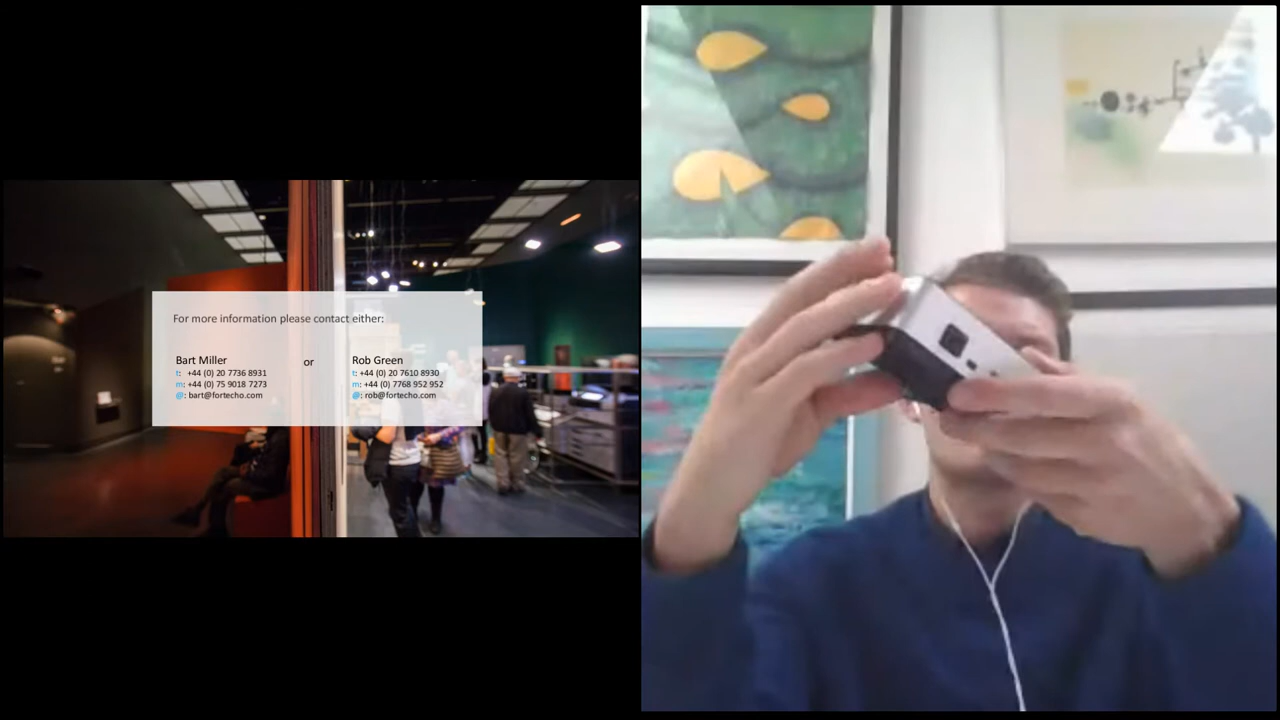 For more information please contact either:
Bart Miller
t: +44 (0) 20 7736 8931
m: +44 (0) 75 9018 7273
@: bart@fortecho.com
or
Rob Green
t: +44 (0) 20 7610 8930
m: +44 (0) 7768 952 952
@: rob@fortecho.com